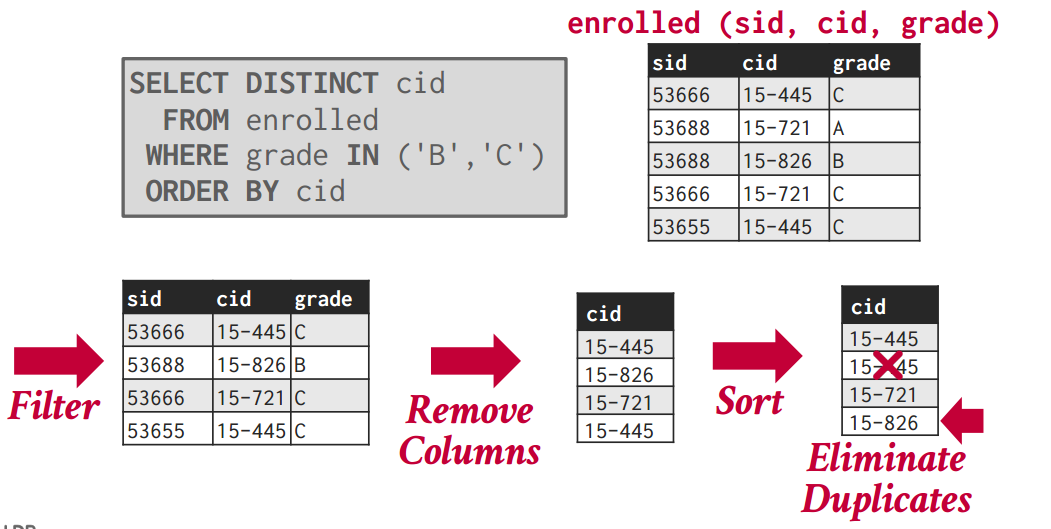 enrolled (sid, cid, grade)
SELECT DISTINCT cid
FROM enrolled
WHERE grade IN ('B','C')
ORDER BY cid
sid cid grade
53666 15-445 C
53688 15-721 A
53688 15-826 B
53666 15-721 C
53655 15-445 C
Filter
sid cid grade
53666 15-445 C
53688 15-826 B
53666 15-721 C
53655 15-445 C
Remove
Columns
cid
15-445
15-826
15-721
15-445
Sort
cid
15-445
15-445
15-721
15-826
Eliminate
Duplicates